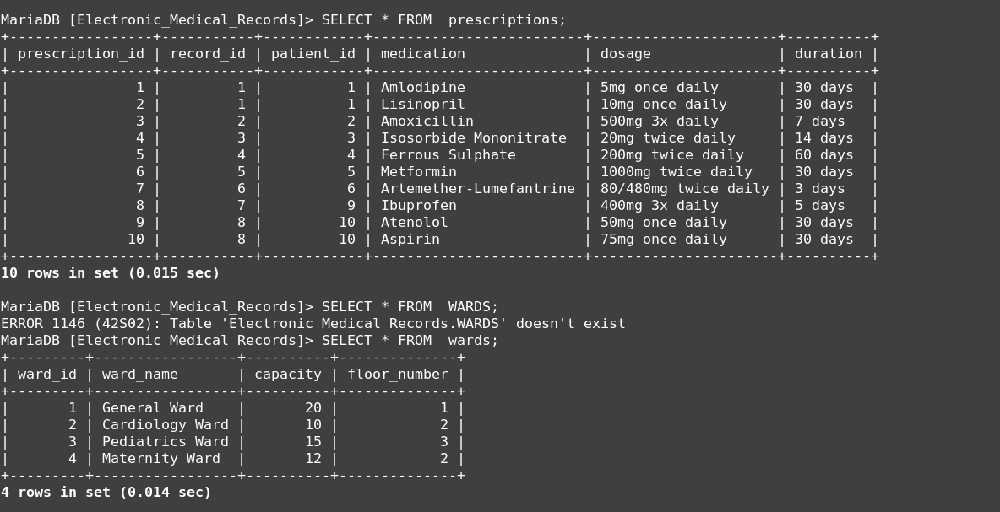 MariaDB [Electronic_Medical_Records]> SELECT * FROM  prescriptions;
+-----------------+-----------+------------+-------------------------+----------------------+----------+
| prescription_id | record_id | patient_id | medication              | dosage               | duration |
+-----------------+-----------+------------+-------------------------+----------------------+----------+
|               1 |         1 |          1 | Amlodipine              | 5mg once daily       | 30 days  |
|               2 |         1 |          1 | Lisinopril              | 10mg once daily      | 30 days  |
|               3 |         2 |          2 | Amoxicillin             | 500mg 3x daily       | 7 days   |
|               4 |         3 |          3 | Isosorbide Mononitrate  | 20mg twice daily     | 14 days  |
|               5 |         4 |          4 | Ferrous Sulphate        | 200mg twice daily    | 60 days  |
|               6 |         5 |          5 | Metformin               | 1000mg twice daily   | 30 days  |
|               7 |         6 |          6 | Artemether-Lumefantrine | 80/480mg twice daily | 3 days   |
|               8 |         7 |          9 | Ibuprofen               | 400mg 3x daily       | 5 days   |
|               9 |         8 |         10 | Atenolol                | 50mg once daily      | 30 days  |
|              10 |         8 |         10 | Aspirin                 | 75mg once daily      | 30 days  |
+-----------------+-----------+------------+-------------------------+----------------------+----------+
10 rows in set (0.015 sec)

MariaDB [Electronic_Medical_Records]> SELECT * FROM  WARDS;
ERROR 1146 (42S02): Table 'Electronic_Medical_Records.WARDS' doesn't exist
MariaDB [Electronic_Medical_Records]> SELECT * FROM  wards;
+---------+-----------------+----------+--------------+
| ward_id | ward_name       | capacity | floor_number |
+---------+-----------------+----------+--------------+
|       1 | General Ward    |       20 |            1 |
|       2 | Cardiology Ward |       10 |            2 |
|       3 | Pediatrics Ward |       15 |            3 |
|       4 | Maternity Ward  |       12 |            2 |
+---------+-----------------+----------+--------------+
4 rows in set (0.014 sec)